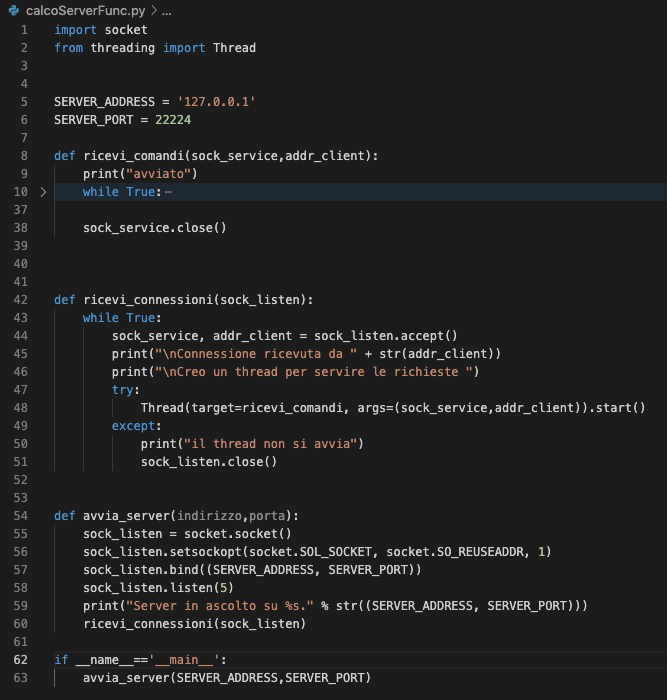 calcoServerFunc.py > ...
1 import socket
2 from threading import Thread
3
4
5 SERVER_ADDRESS = '127.0.0.1'
6 SERVER_PORT = 22224
7
8 def ricevi_comandi(sock_service,addr_client):
9     print("avviato")
10 >     while True:⋯
37
38     sock_service.close()
39
40
41
42 def ricevi_connessioni(sock_listen):
43     while True:
44         sock_service, addr_client = sock_listen.accept()
45         print("\nConnessione ricevuta da " + str(addr_client))
46         print("\nCreo un thread per servire le richieste ")
47         try:
48             Thread(target=ricevi_comandi, args=(sock_service,addr_client)).start()
49         except:
50             print("il thread non si avvia")
51             sock_listen.close()
52
53
54 def avvia_server(indirizzo,porta):
55     sock_listen = socket.socket()
56     sock_listen.setsockopt(socket.SOL_SOCKET, socket.SO_REUSEADDR, 1)
57     sock_listen.bind((SERVER_ADDRESS, SERVER_PORT))
58     sock_listen.listen(5)
59     print("Server in ascolto su %s." % str((SERVER_ADDRESS, SERVER_PORT)))
60     ricevi_connessioni(sock_listen)
61
62 if __name__=='__main__':
63     avvia_server(SERVER_ADDRESS,SERVER_PORT)